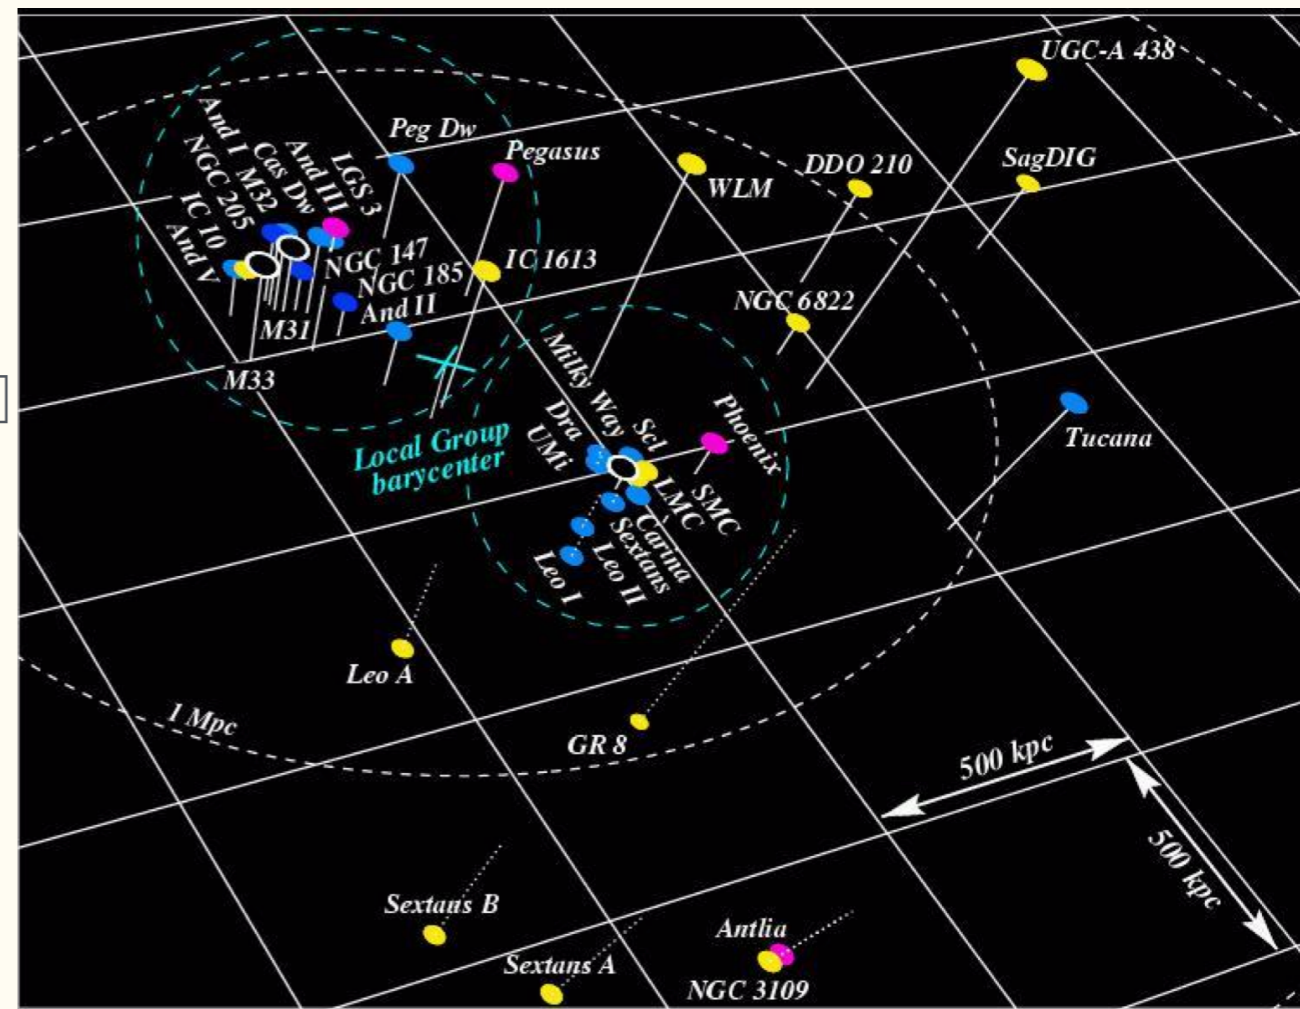 UGC-A 438
Peg Dw
Pegasus
DDO 210
SagDIG
WLM
And I
M32
Cas Dw
And III
LGS 3
NGC 205
IC 10
And V
NGC 147
NGC 185
And II
M31
M33
IC 1613
NGC 6822
Local Group
barycenter
Milky Way
Dra
UMi
Scl
Phoenix
SMC
LMC
Carina
Sextans
Leo II
Leo I
Tucana
Leo A
1 Mpc
GR 8
500 kpc
500 kpc
Sextans B
Sextans A
Antlia
NGC 3109